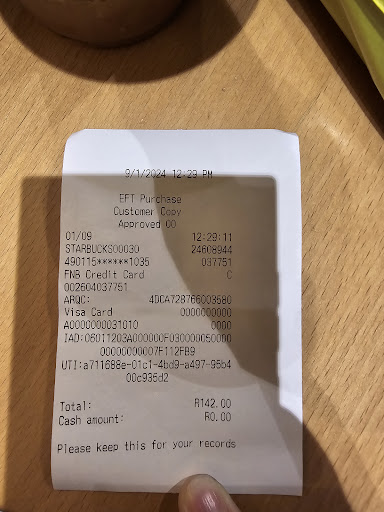 9/1/2024 12:29 PM
EFT Purchase
Customer Copy
Approved 00
01/09 12:29:11
STARBUCKS00030 24608944
490115******1035 037751
FNB Credit Card C
002604037751
ARQC: 4DCA728766003580
Visa Card 0000000000
A0000000031010 0000
IAD:06011203A000000F030000050000
00000000007F112FB9
UTI:a711688e-01c1-4bd9-a497-95b4
00c935d2
Total: R142.00
Cash amount: R0.00
Please keep this for your records